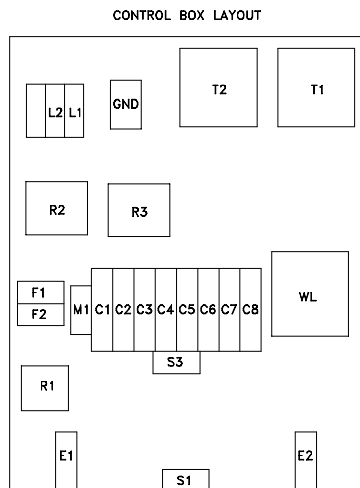 CONTROL BOX LAYOUT
T2 T1
L2 L1 GND
R2 R3
F1 WL
F2 M1 C1 C2 C3 C4 C5 C6 C7 C8
S3
R1
E1 E2
S1